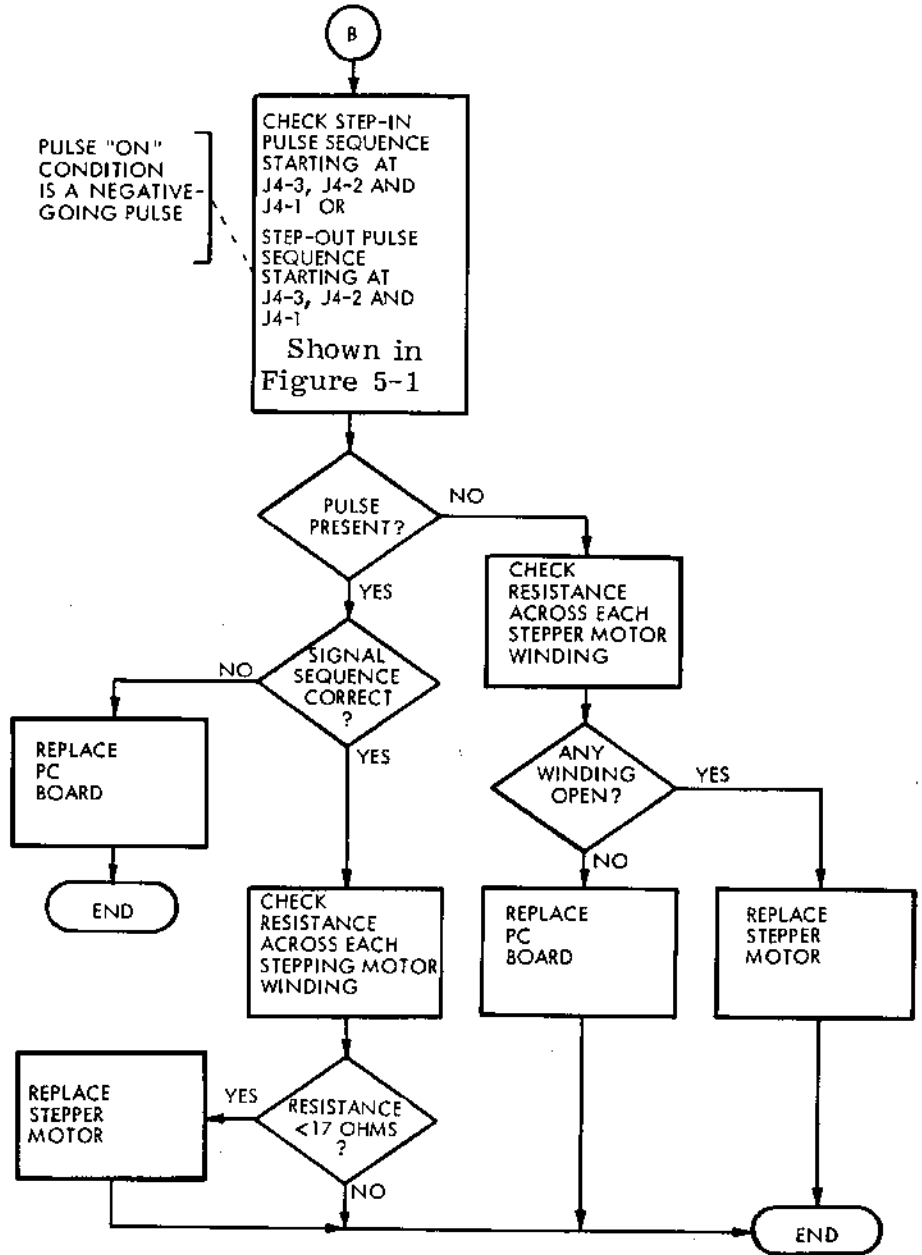 B
PULSE "ON"
CONDITION
IS A NEGATIVE-
GOING PULSE
CHECK STEP-IN
PULSE SEQUENCE
STARTING AT
J4-3, J4-2 AND
J4-1 OR
STEP-OUT PULSE
SEQUENCE
STARTING AT
J4-3, J4-2 AND
J4-1
Shown in
Figure 5-1
PULSE
PRESENT?
NO
YES
CHECK
RESISTANCE
ACROSS EACH
STEPPER MOTOR
WINDING
SIGNAL
SEQUENCE
CORRECT
?
NO
YES
REPLACE
PC
BOARD
END
ANY
WINDING
OPEN?
YES
NO
CHECK
RESISTANCE
ACROSS EACH
STEPPING MOTOR
WINDING
REPLACE
PC
BOARD
REPLACE
STEPPER
MOTOR
RESISTANCE
<17 OHMS
?
YES
NO
REPLACE
STEPPER
MOTOR
END